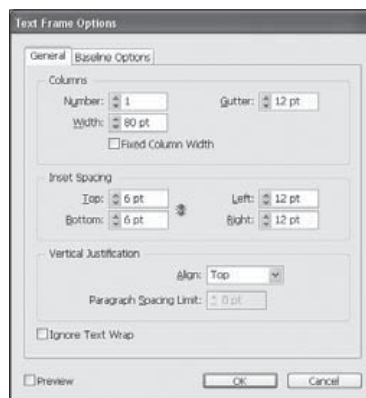 Text Frame Options
General Baseline Options
Columns
Number: 1 Gutter: 12 pt
Width: 80 pt
Fixed Column Width
Inset Spacing
Top: 6 pt Left: 12 pt
Bottom: 6 pt Right: 12 pt
Vertical Justification
Align: Top
Paragraph Spacing Limit: 0 pt
Ignore Text Wrap
Preview OK Cancel